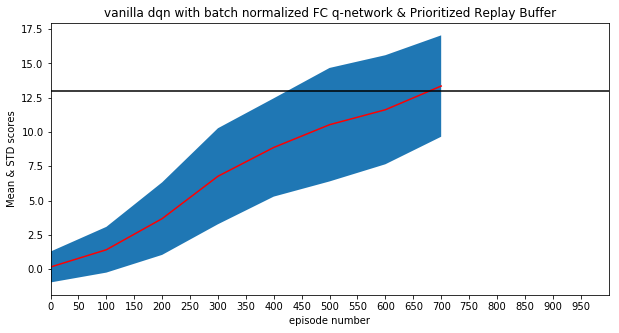 vanilla dqn with batch normalized FC q-network & Prioritized Replay Buffer
17.5
15.0
12.5
10.0
7.5
5.0
2.5
0.0
Mean & STD scores
0 50 100 150 200 250 300 350 400 450 500 550 600 650 700 750 800 850 900 950
episode number